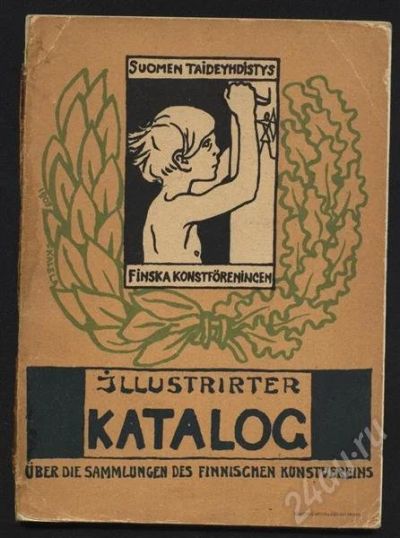 SUOMEN TAIDEYHDISTYS
FINSKA KONSTFÖRENINGEN
ILLUSTRIRTER
KATALOG
ÜBER DIE SAMMLUNGEN DES FINNISCHEN KUNSTVEREINS
24au.ru